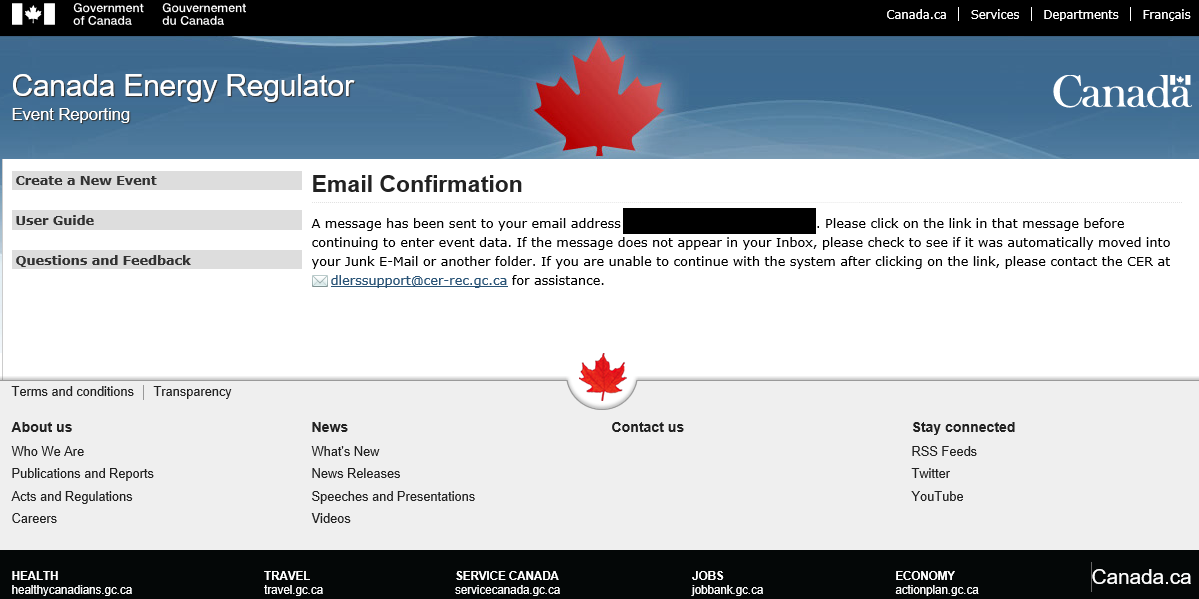 Government of Canada
Gouvernement du Canada
Canada.ca
Services
Departments
Français
Canada Energy Regulator
Event Reporting
Canada
Create a New Event
User Guide
Questions and Feedback
Email Confirmation
A message has been sent to your email address . Please click on the link in that message before
continuing to enter event data. If the message does not appear in your Inbox, please check to see if it was automatically moved into
your Junk E-Mail or another folder. If you are unable to continue with the system after clicking on the link, please contact the CER at
dlerssupport@cer-rec.gc.ca for assistance.
Terms and conditions
Transparency
About us
Who We Are
Publications and Reports
Acts and Regulations
Careers
News
What's New
News Releases
Speeches and Presentations
Videos
Contact us
Stay connected
RSS Feeds
Twitter
YouTube
HEALTH
healthycanadians.gc.ca
TRAVEL
travel.gc.ca
SERVICE CANADA
servicecanada.gc.ca
JOBS
jobbank.gc.ca
ECONOMY
actionplan.gc.ca
Canada.ca